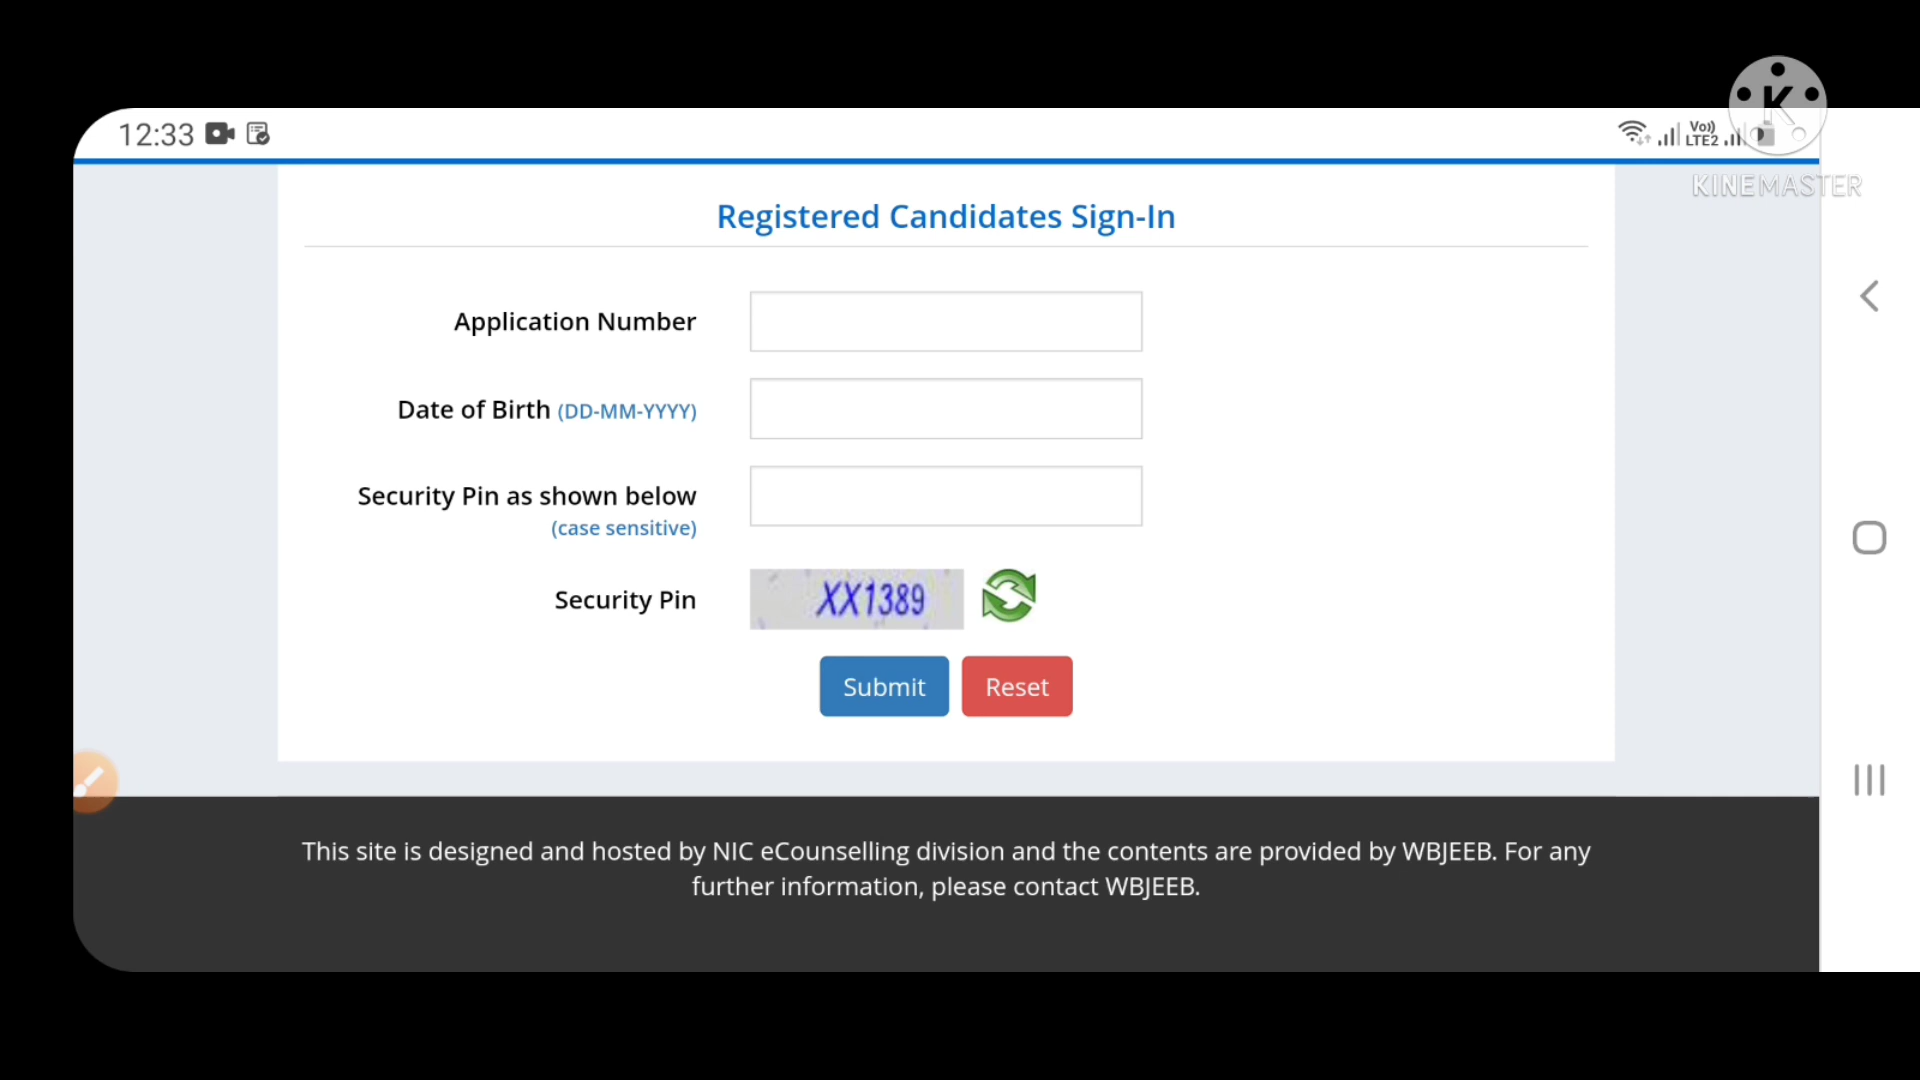 12:33
Vo))
LTE2
K
KINEMASTER
Registered Candidates Sign-In
Application Number
Date of Birth (DD-MM-YYYY)
Security Pin as shown below
(case sensitive)
Security Pin XX1389
Submit Reset
This site is designed and hosted by NIC eCounselling division and the contents are provided by WBJEEB. For any
further information, please contact WBJEEB.